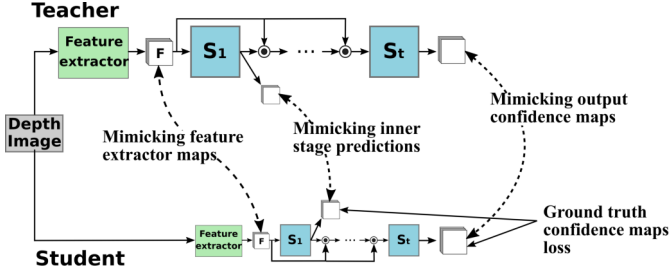 Teacher
Feature
extractor
F
S1
...
St
Depth
Image
Mimicking feature
extractor maps
Mimicking inner
stage predictions
Mimicking output
confidence maps
Feature
extractor
F
S1
...
St
Ground truth
confidence maps
loss
Student